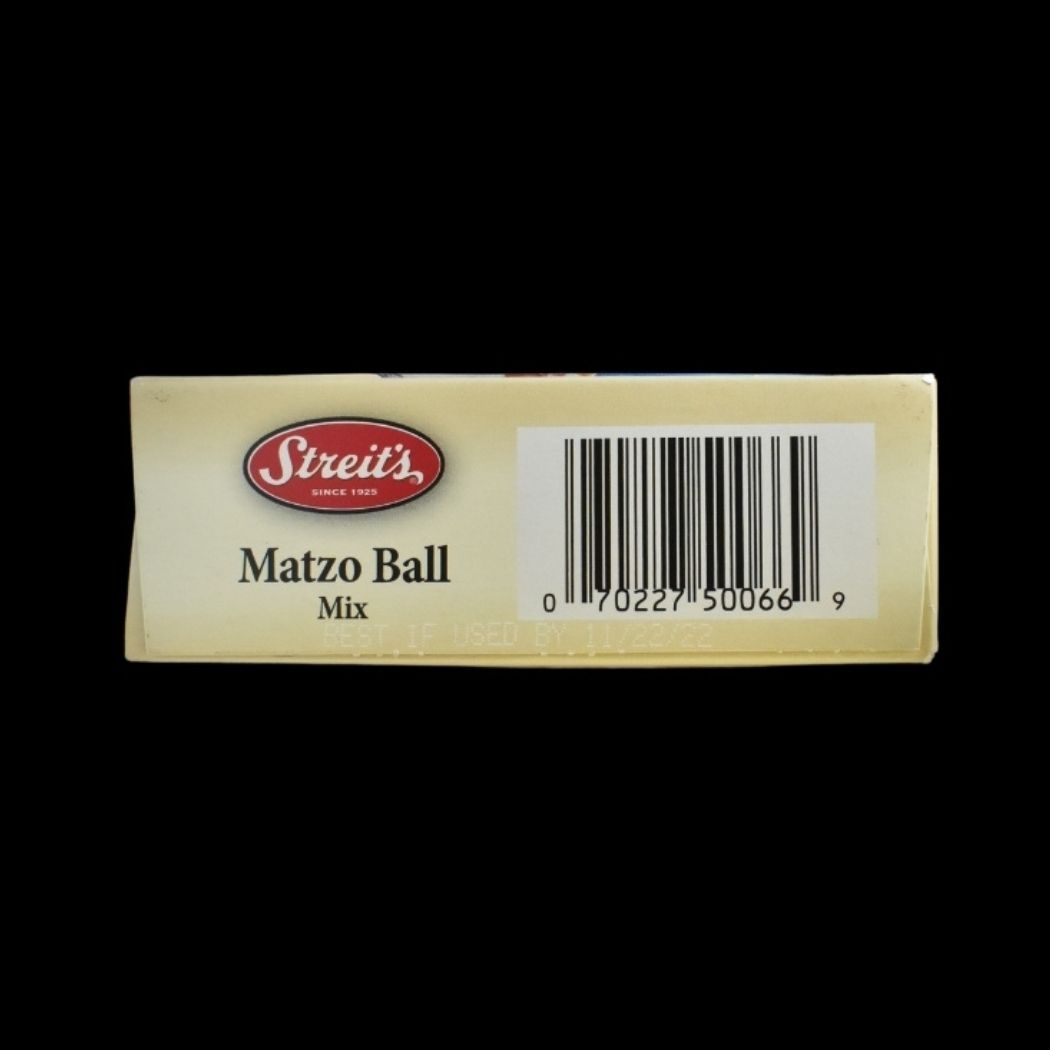 Streit's®
SINCE 1925
Matzo Ball
Mix
0 70227 50066 9
BEST IF USED BY 11/22/22